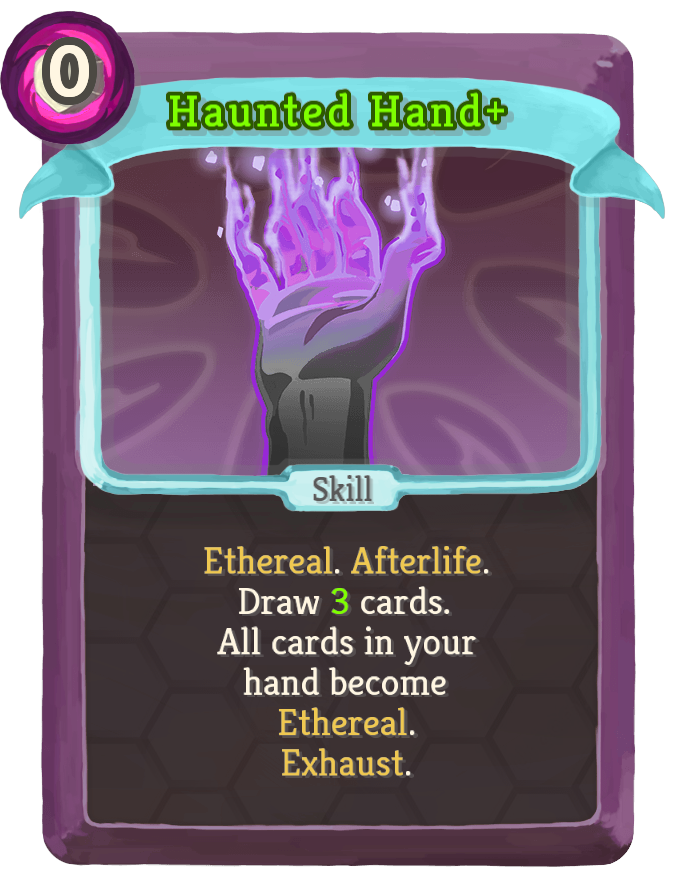 0
Haunted Hand+
Skill
Ethereal. Afterlife.
Draw 3 cards.
All cards in your
hand become
Ethereal.
Exhaust.